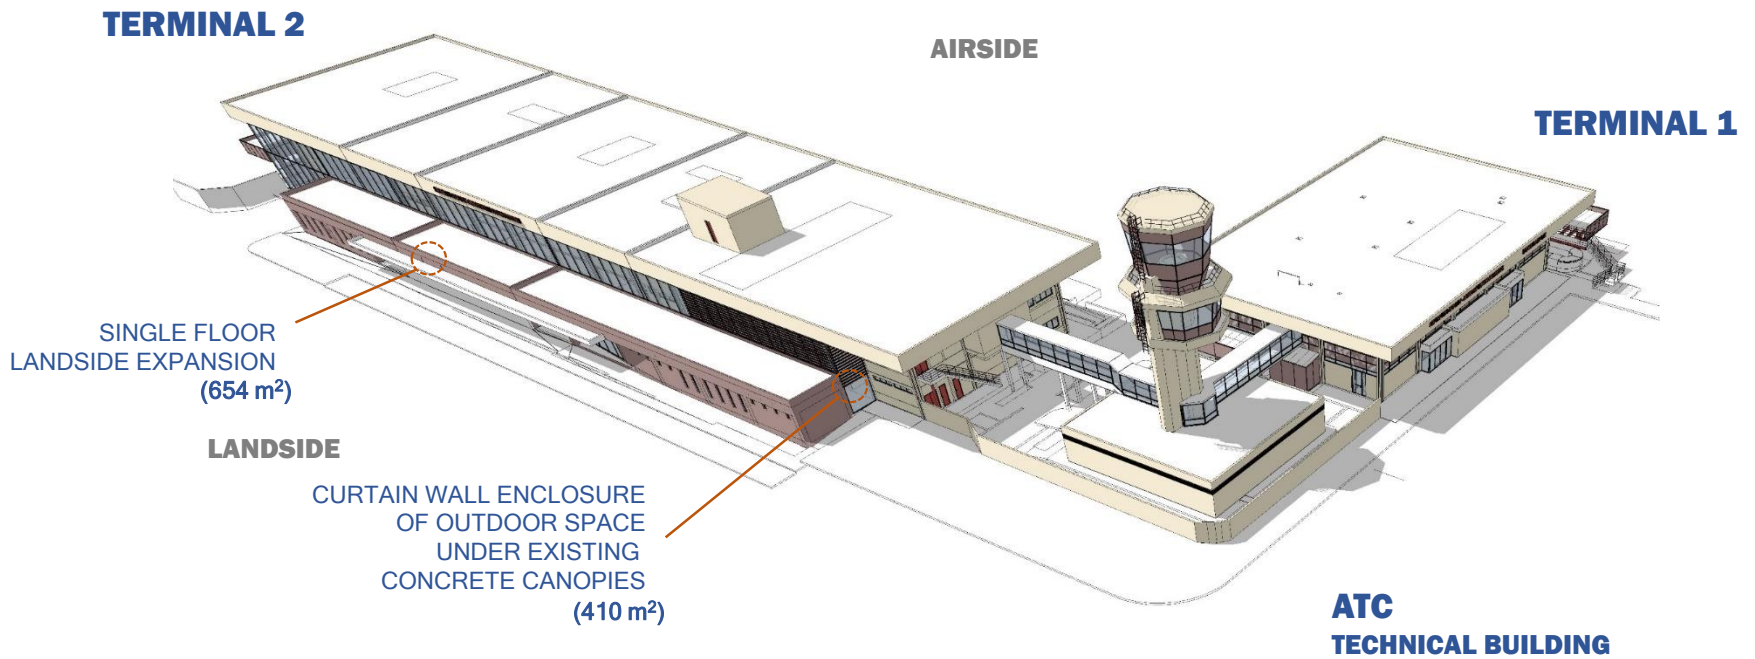 TERMINAL 2
AIRSIDE
TERMINAL 1
SINGLE FLOOR
LANDSIDE EXPANSION
(654 m²)
LANDSIDE
CURTAIN WALL ENCLOSURE
OF OUTDOOR SPACE
UNDER EXISTING
CONCRETE CANOPIES
(410 m²)
ATC
TECHNICAL BUILDING